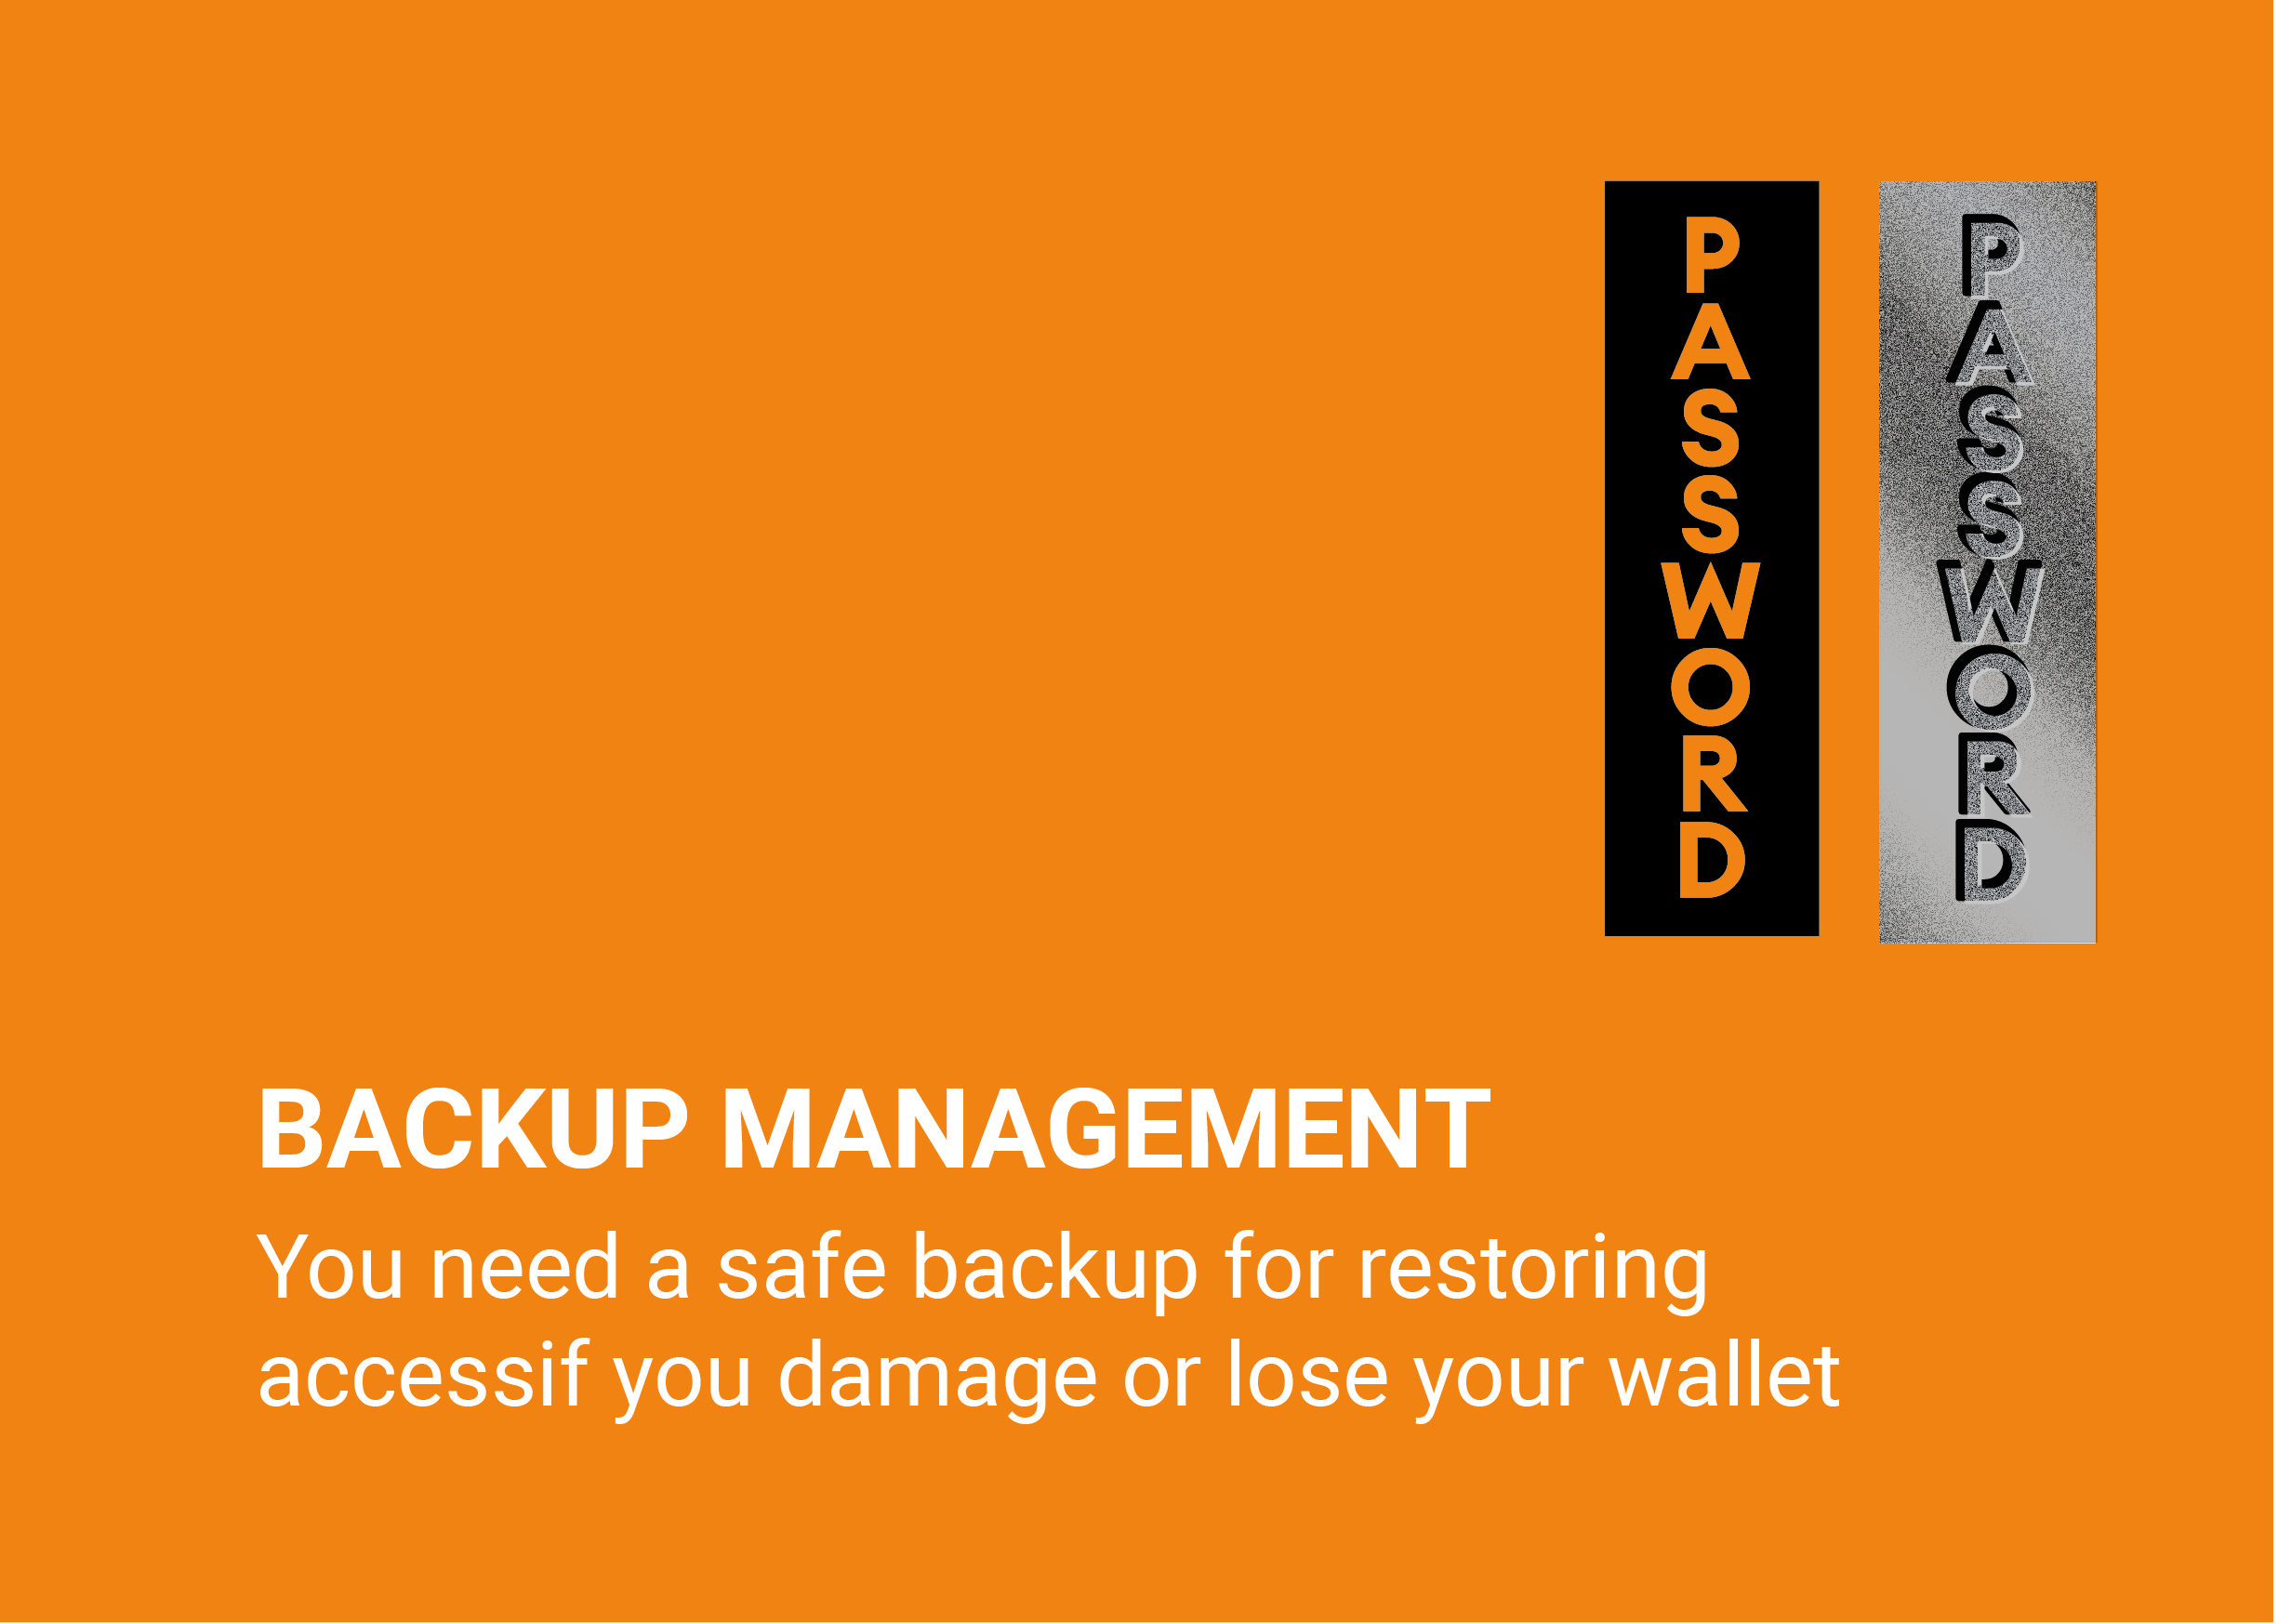 PASSWORD
PASSWORD
BACKUP MANAGEMENT
You need a safe backup for restoring
accessif you damage or lose your wallet